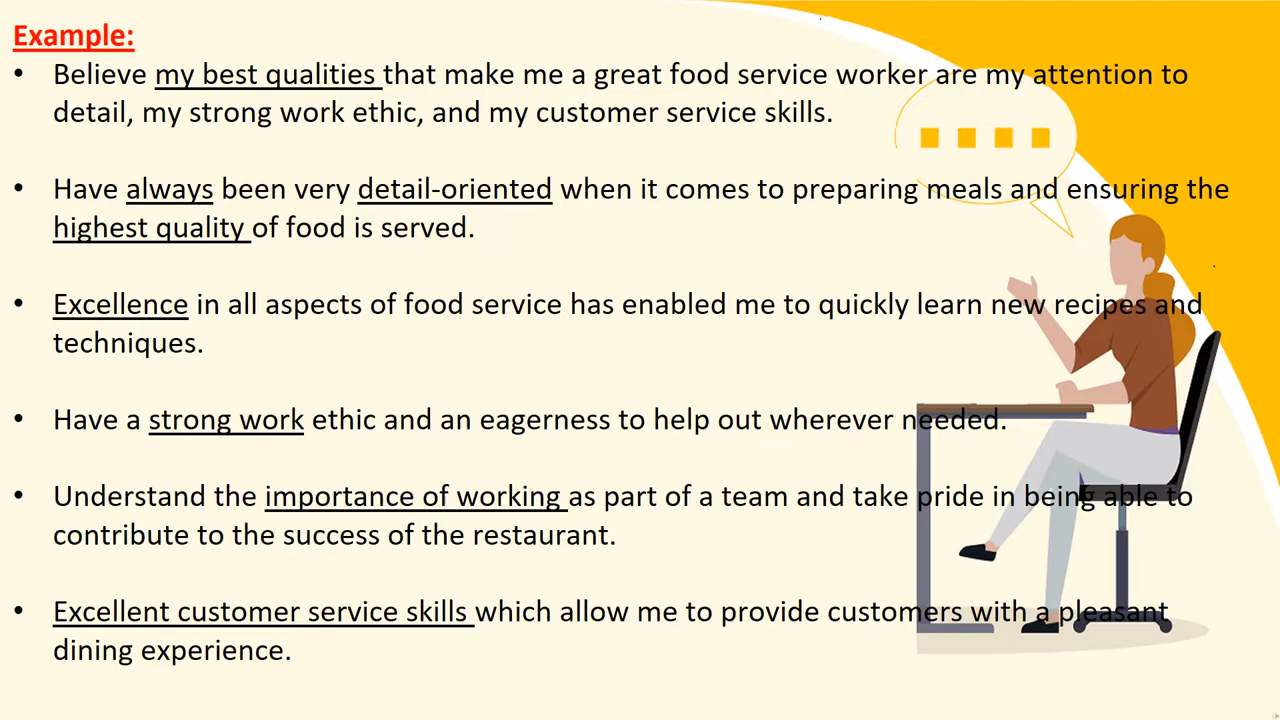 Example:
• Believe my best qualities that make me a great food service worker are my attention to
detail, my strong work ethic, and my customer service skills.
• Have always been very detail-oriented when it comes to preparing meals and ensuring the
highest quality of food is served.
• Excellence in all aspects of food service has enabled me to quickly learn new recipes and
techniques.
• Have a strong work ethic and an eagerness to help out wherever needed.
• Understand the importance of working as part of a team and take pride in being able to
contribute to the success of the restaurant.
• Excellent customer service skills which allow me to provide customers with a pleasant
dining experience.